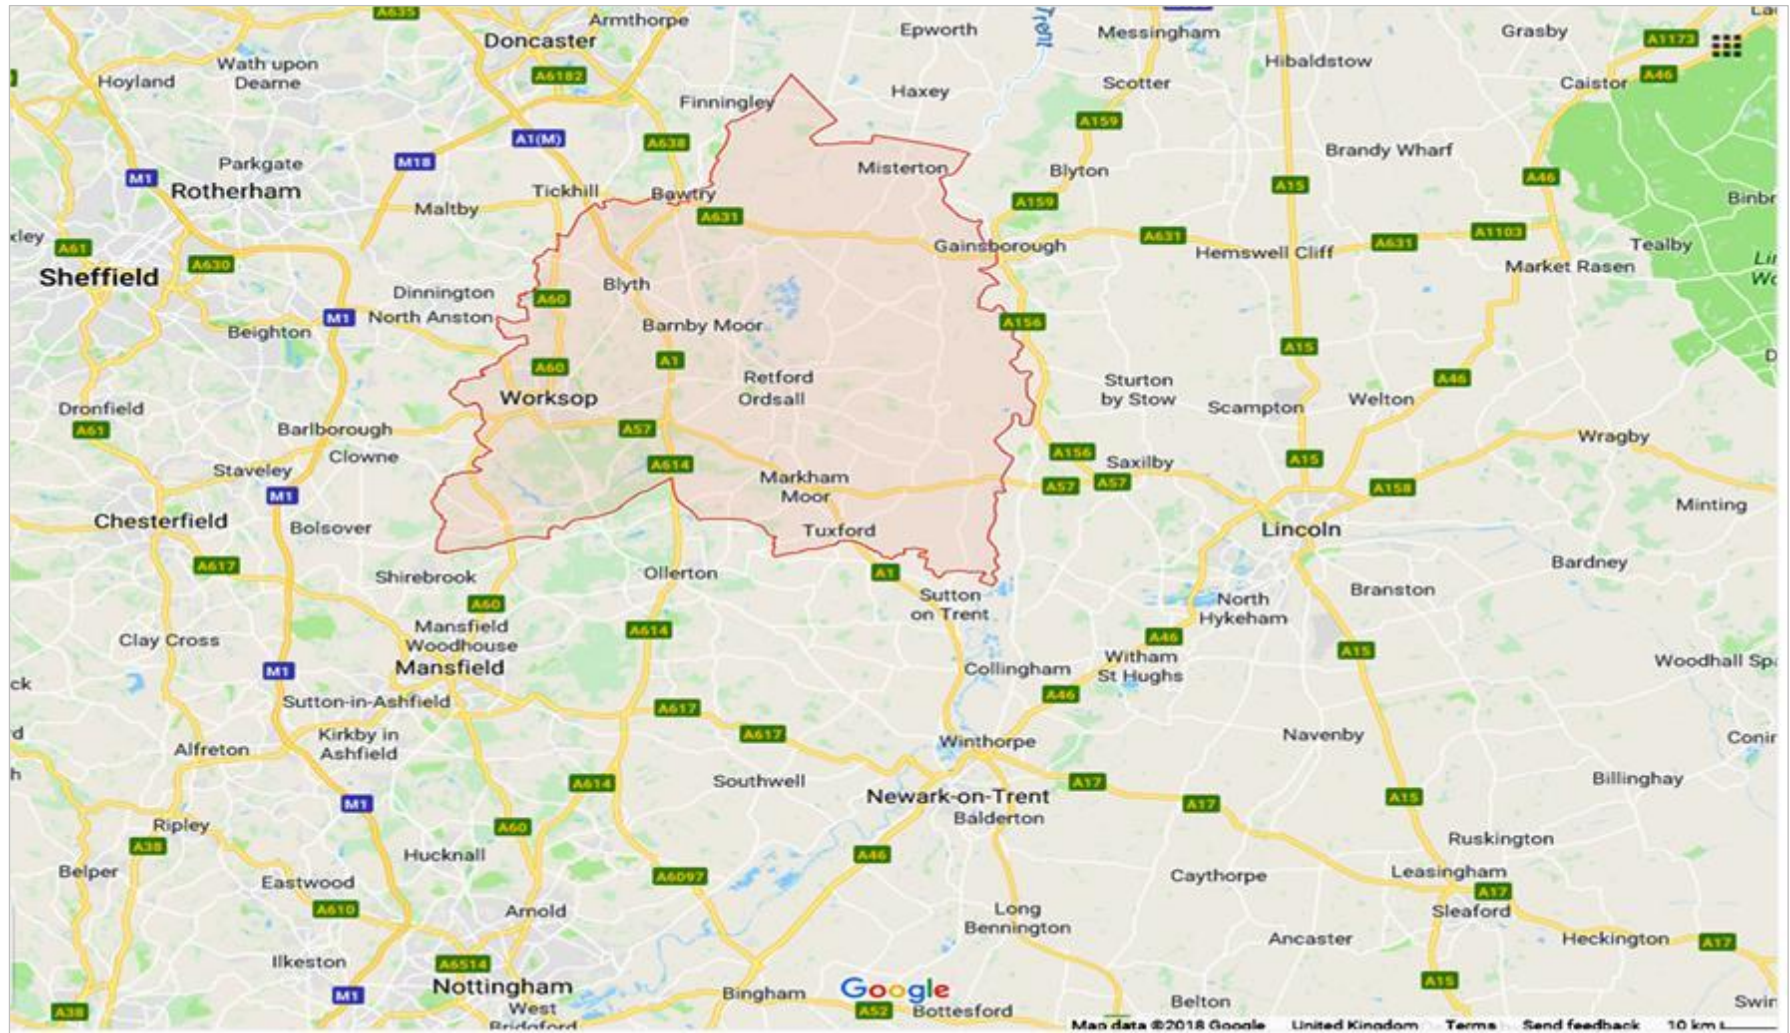 A635
Armthorpe
Doncaster
Epworth
Trent
Messingham
Grasby
A1173
Hibaldstow
Wath upon
Dearne
Hoyland
A6182
Finningley
Haxey
Scotter
Caistor
A46
A159
A1(M)
A638
Brandy Wharf
Parkgate
M18
M1
Rotherham
Misterton
Blyton
A46
A15
Tickhill
Bawtry
Maltby
A631
A159
A61
A630
Gainsborough
A631
Hemswell Cliff
A631
A1103
Tealby
Market Rasen
Sheffield
Blyth
Dinnington
A60
North Anston
M1
Beighton
Barnby Moor
A156
A60
A1
A15
Retford
Ordsall
Sturton
by Stow
A46
Worksop
Scampton
Welton
Dronfield
A61
Barlborough
A57
Wragby
Clowne
Staveley
A614
A156
Saxilby
A15
M1
Markham
Moor
A57
A57
A158
Minting
Chesterfield
Bolsover
Tuxford
Lincoln
A617
Shirebrook
Ollerton
A1
Bardney
A60
Sutton
on Trent
North
Hykeham
Branston
Clay Cross
Mansfield
Woodhouse
A614
A46
A15
Mansfield
M1
Collingham
Witham
St Hughs
Sutton-in-Ashfield
A617
A46
Kirkby in
Ashfield
A617
Winthorpe
Navenby
Alfreton
Southwell
A614
A17
Billinghay
M1
Newark-on-Trent
Balderton
A17
A15
Ripley
A60
A38
Hucknall
A46
Ruskington
Belper
Eastwood
A6097
Caythorpe
Leasingham
A17
A610
Arnold
Long
Bennington
Sleaford
Ancaster
Heckington
A17
Ilkeston
A6514
A15
Nottingham
M1
Bingham
Google
Belton
A38
West
Bridgford
A52
Bottesford
Map data ©2018 Google United Kingdom Terms Send feedback 10 km